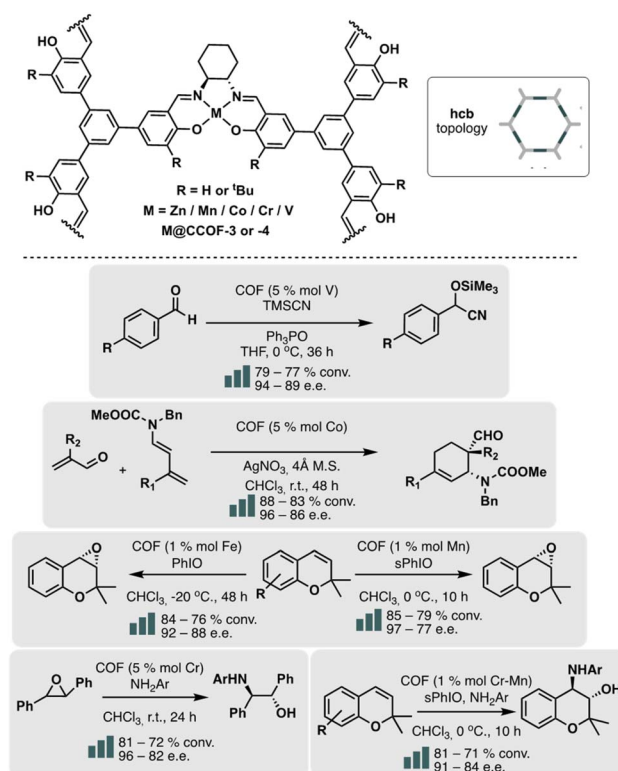 HO
OH
R
R
N
N
M
O
O
R
R
R
R
HO
OH
R = H or ᵗBu
M = Zn / Mn / Co / Cr / V
M@CCOF-3 or -4
hcb
topology
O
H
R
COF (5 % mol V)
TMSCN
Ph₃PO
THF, 0 °C, 36 h
79 – 77 % conv.
94 – 89 e.e.
OSiMe₃
CN
R
R₂
O
+
MeOOC
N
Bn
R₁
COF (5 % mol Co)
AgNO₃, 4Å M.S.
CHCl₃ r.t., 48 h
88 – 83 % conv.
96 – 86 e.e.
CHO
R₂
R₁
N
COOMe
Bn
O
O
COF (1 % mol Fe)
PhIO
CHCl₃, -20 °C, 48 h
84 – 76 % conv.
92 – 88 e.e.
R
O
COF (1 % mol Mn)
sPhIO
CHCl₃, 0 °C, 10 h
85 – 79 % conv.
97 – 77 e.e.
O
O
O
Ph
Ph
COF (5 % mol Cr)
NH₂Ar
CHCl₃, r.t., 24 h
81 – 72 % conv.
96 – 82 e.e.
ArHN
Ph
Ph
OH
R
O
COF (1 % mol Cr-Mn)
sPhIO, NH₂Ar
CHCl₃, 0 °C, 10 h
81 – 71 % conv.
91 – 84 e.e.
NHAr
OH
O